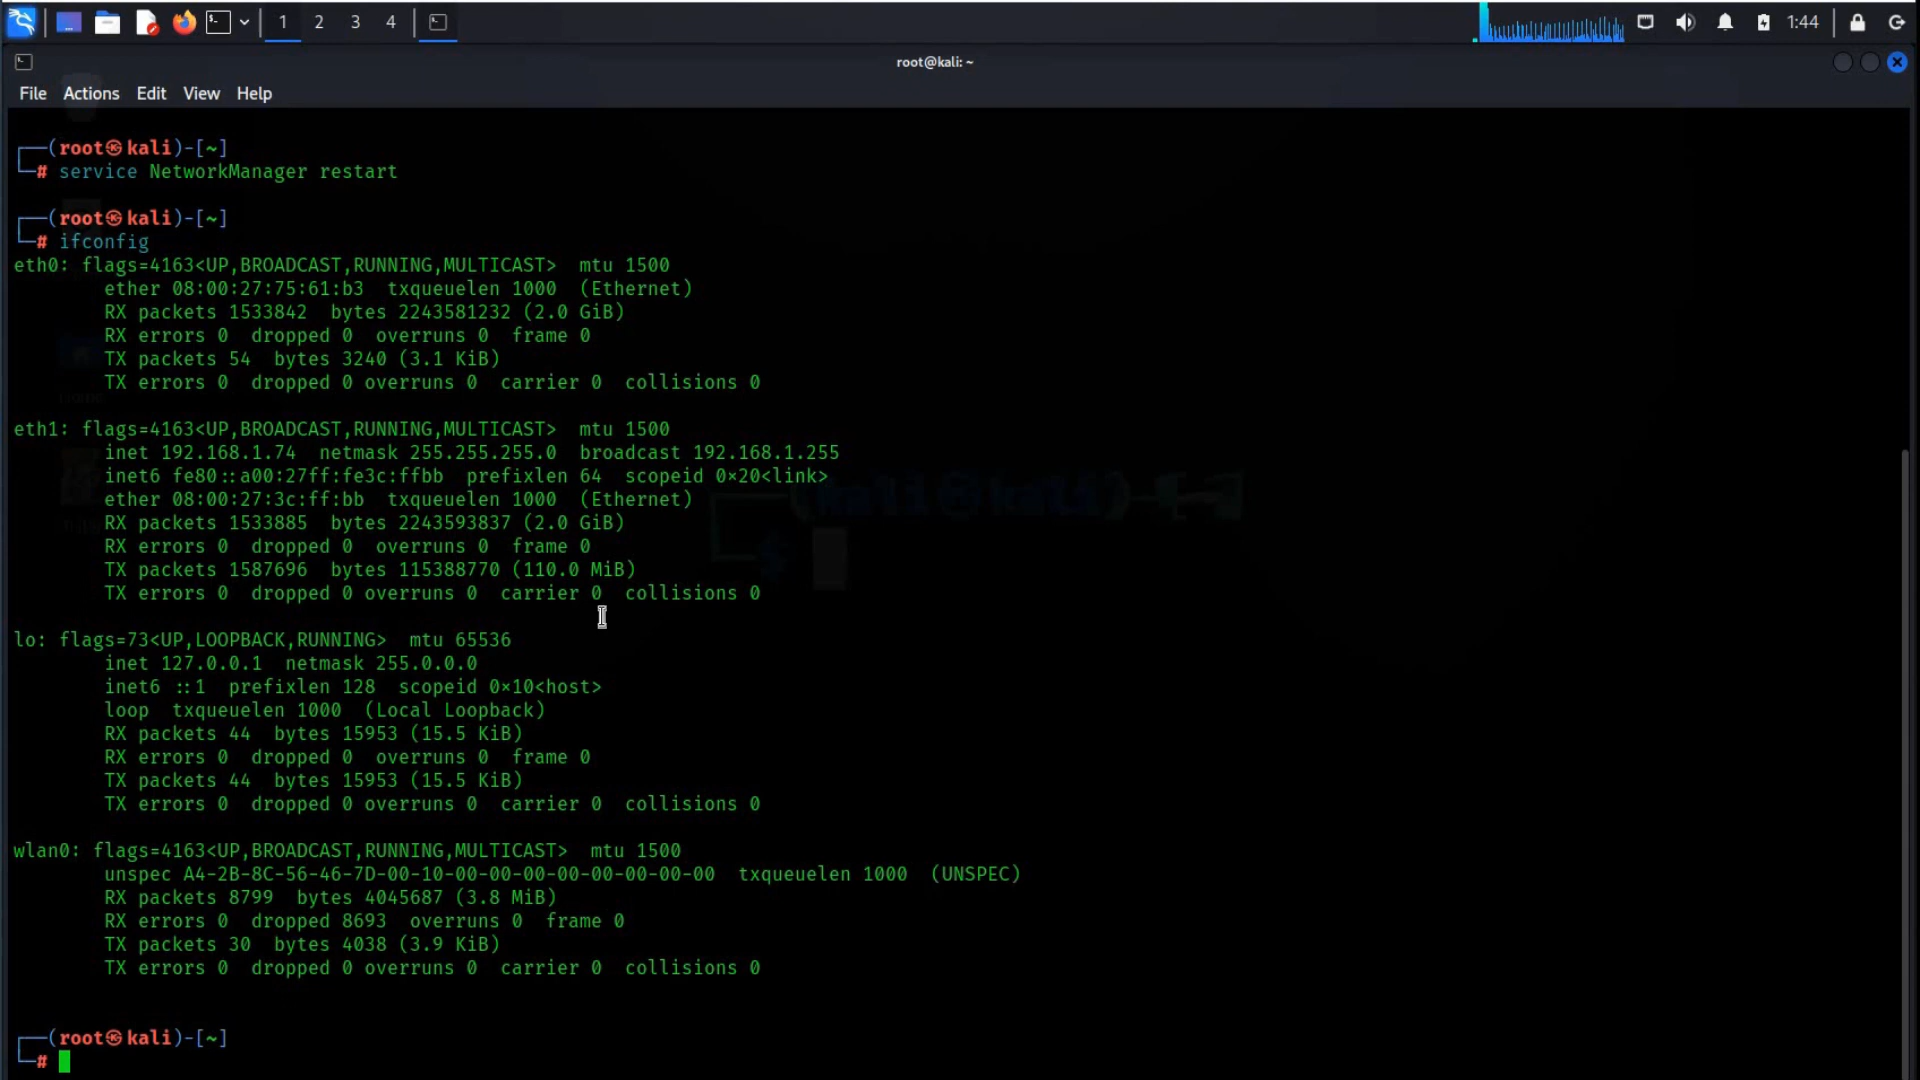 1 2 3 4 1:44
root@kali: ~
File Actions Edit View Help
┌──(root㉿kali)-[~]
└─# service NetworkManager restart
┌──(root㉿kali)-[~]
└─# ifconfig
eth0: flags=4163<UP,BROADCAST,RUNNING,MULTICAST>  mtu 1500
        ether 08:00:27:75:61:b3  txqueuelen 1000  (Ethernet)
        RX packets 1533842  bytes 2243581232 (2.0 GiB)
        RX errors 0  dropped 0  overruns 0  frame 0
        TX packets 54  bytes 3240 (3.1 KiB)
        TX errors 0  dropped 0 overruns 0  carrier 0  collisions 0
eth1: flags=4163<UP,BROADCAST,RUNNING,MULTICAST>  mtu 1500
        inet 192.168.1.74  netmask 255.255.255.0  broadcast 192.168.1.255
        inet6 fe80::a00:27ff:fe3c:ffbb  prefixlen 64  scopeid 0×20<link>
        ether 08:00:27:3c:ff:bb  txqueuelen 1000  (Ethernet)
        RX packets 1533885  bytes 2243593837 (2.0 GiB)
        RX errors 0  dropped 0  overruns 0  frame 0
        TX packets 1587696  bytes 115388770 (110.0 MiB)
        TX errors 0  dropped 0 overruns 0  carrier 0  collisions 0
lo: flags=73<UP,LOOPBACK,RUNNING>  mtu 65536
        inet 127.0.0.1  netmask 255.0.0.0
        inet6 ::1  prefixlen 128  scopeid 0×10<host>
        loop  txqueuelen 1000  (Local Loopback)
        RX packets 44  bytes 15953 (15.5 KiB)
        RX errors 0  dropped 0  overruns 0  frame 0
        TX packets 44  bytes 15953 (15.5 KiB)
        TX errors 0  dropped 0 overruns 0  carrier 0  collisions 0
wlan0: flags=4163<UP,BROADCAST,RUNNING,MULTICAST>  mtu 1500
        unspec A4-2B-8C-56-46-7D-00-10-00-00-00-00-00-00-00-00  txqueuelen 1000  (UNSPEC)
        RX packets 8799  bytes 4045687 (3.8 MiB)
        RX errors 0  dropped 8693  overruns 0  frame 0
        TX packets 30  bytes 4038 (3.9 KiB)
        TX errors 0  dropped 0 overruns 0  carrier 0  collisions 0
┌──(root㉿kali)-[~]
└─#